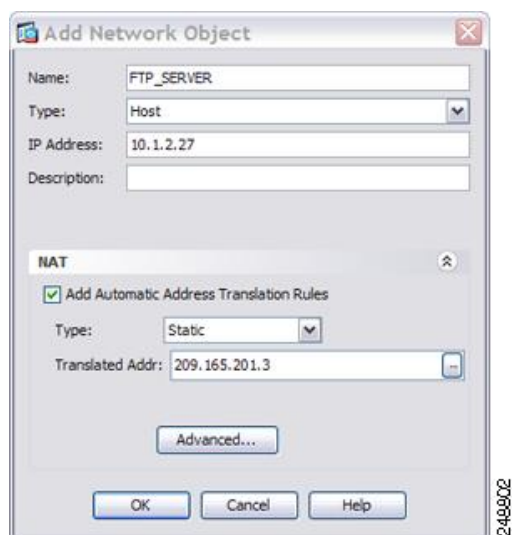 Add Network Object
Name: FTP_SERVER
Type: Host
IP Address: 10.1.2.27
Description:
NAT
Add Automatic Address Translation Rules
Type: Static
Translated Addr: 209.165.201.3 ...
Advanced...
OK Cancel Help
248802